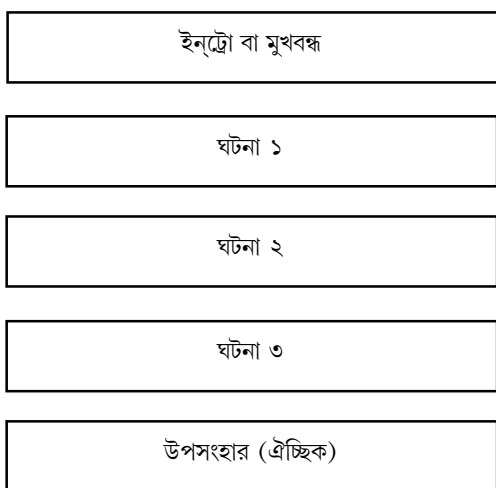 ইন্‌ট্রো বা মুখবন্ধ
ঘটনা ১
ঘটনা ২
ঘটনা ৩
উপসংহার (ঐচ্ছিক)